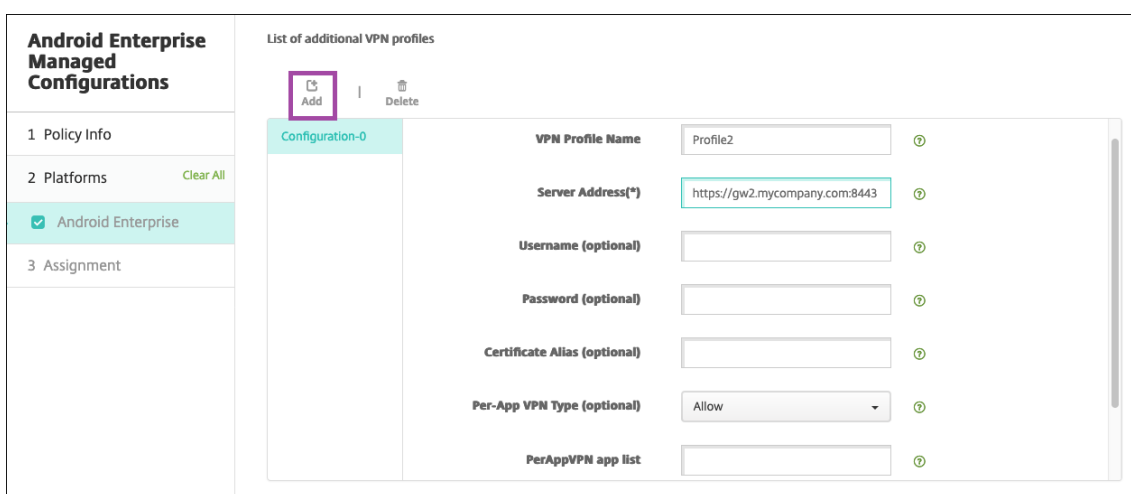 Android Enterprise
Managed
Configurations
1 Policy Info
2 Platforms
Clear All
Android Enterprise
3 Assignment
List of additional VPN profiles
Add
|
Delete
Configuration-0
VPN Profile Name
Profile2
Server Address(*)
https://gw2.mycompany.com:8443
Username (optional)
Password (optional)
Certificate Alias (optional)
Per-App VPN Type (optional)
Allow
PerAppVPN app list